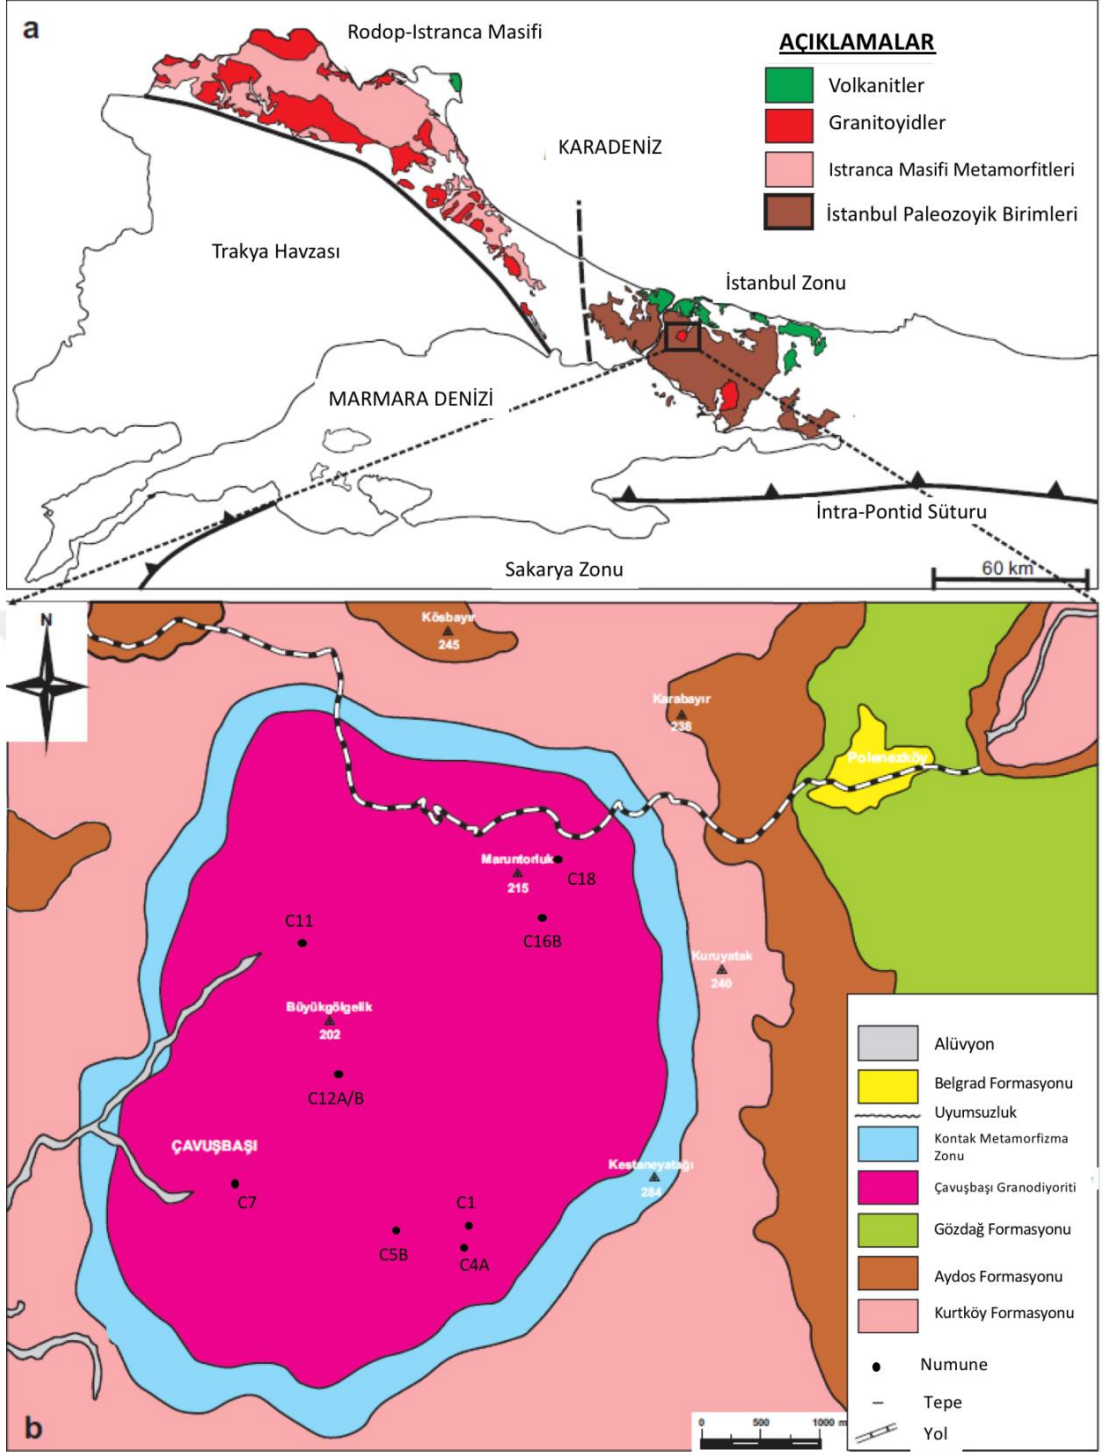 a
Rodop-Istranca Masifi
AÇIKLAMALAR
Volkanitler
Granitoyidler
Istranca Masifi Metamorfitleri
İstanbul Paleozoyik Birimleri
KARADENİZ
Trakya Havzası
İstanbul Zonu
MARMARA DENİZİ
İntra-Pontid Süturu
Sakarya Zonu
60 km
N
Kösbayır
245
Karabayır
238
Polenezköy
Maruntorluk
215
C18
C16B
C11
Kuruyatak
240
Büyükgölgelik
202
C12A/B
ÇAVUŞBAŞI
C7
Kestaneyatağı
284
C1
C5B
C4A
Alüvyon
Belgrad Formasyonu
Uyumsuzluk
Kontak Metamorfizma
Zonu
Çavuşbaşı Granodiyoriti
Gözdağ Formasyonu
Aydos Formasyonu
Kurtköy Formasyonu
Numune
Tepe
Yol
b
0 500 1000 m